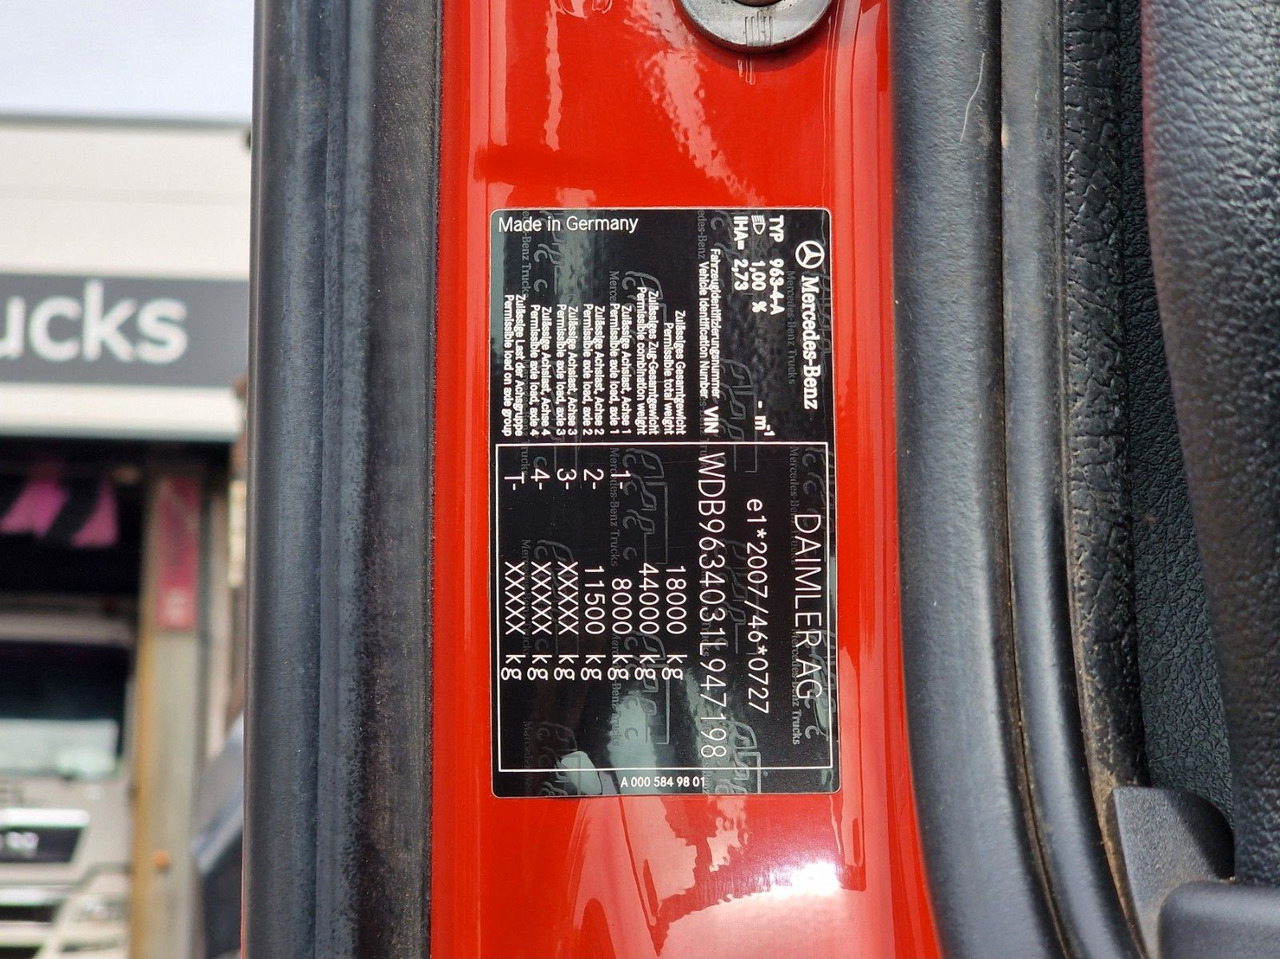 ucks
Mercedes-Benz
TYP 963-4-A
1,00 % - m-1
IHA= 2,73
Fahrzeugidentifizierungsnummer
Vehicle Identification Number VIN
Zulässiges Gesamtgewicht
Permissible total weight
Zulässiges Zug-Gesamtgewicht
Permissible combination weight
Zulässige Achslast, Achse 1
Permissible axle load, axle 1
Zulässige Achslast, Achse 2
Permissible axle load, axle 2
Zulässige Achslast, Achse 3
Permissible axle load, axle 3
Zulässige Achslast, Achse 4
Permissible axle load, axle 4
Zulässige Last der Achsgruppe
Permissible load on axle group
Made in Germany
DAIMLER AG
e1*2007/46*0727
WDB9634031L947198
18000 kg
44000 kg
1- 8000 kg
2- 11500 kg
3- XXXXX kg
4- XXXXX kg
T- XXXXX kg
A 000 584 98 01